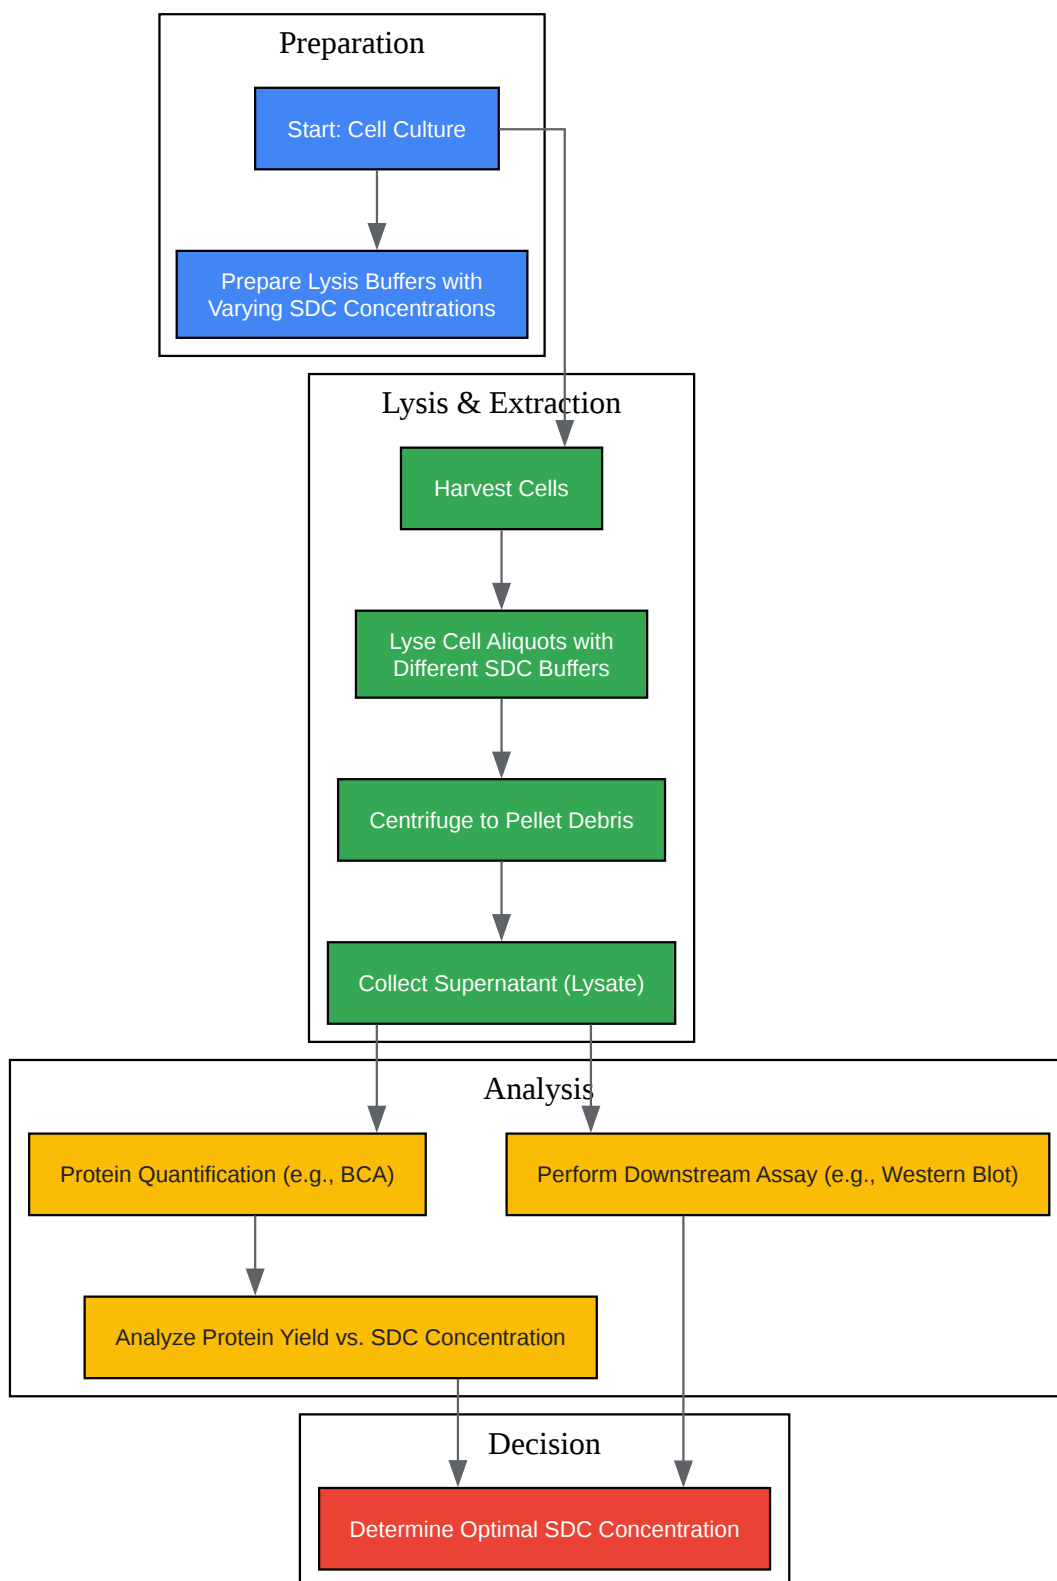 Preparation
Start: Cell Culture
Prepare Lysis Buffers with
Varying SDC Concentrations
Lysis & Extraction
Harvest Cells
Lyse Cell Aliquots with
Different SDC Buffers
Centrifuge to Pellet Debris
Collect Supernatant (Lysate)
Analysis
Protein Quantification (e.g., BCA)
Perform Downstream Assay (e.g., Western Blot)
Analyze Protein Yield vs. SDC Concentration
Decision
Determine Optimal SDC Concentration